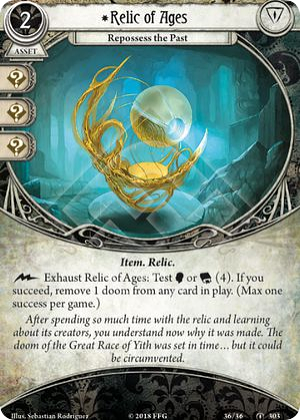 2
*Relic of Ages
Repossess the Past
ASSET
?
?
?
Item. Relic.
Exhaust Relic of Ages: Test or (4). If you
succeed, remove 1 doom from any card in play. (Max one
success per game.)
After spending so much time with the relic and learning
about its creators, you understand now why it was made. The
doom of the Great Race of Yith was set in time… but it could
be circumvented.
Illus. Sebastian Rodriguez
© 2018 FFG
36/36
303